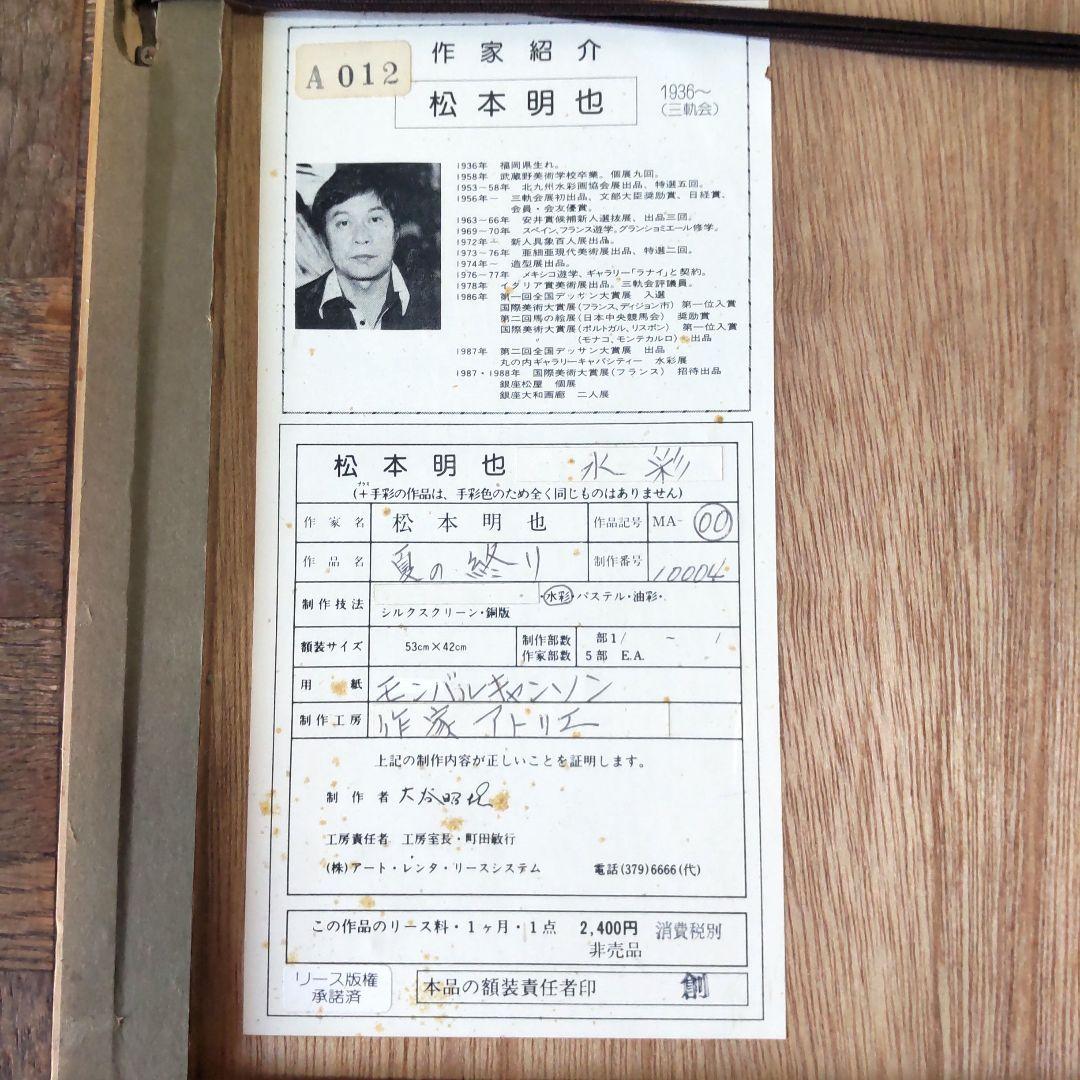 A 012
作家紹介
松本明也
1936～
(三軌会)
1936年 福岡県生れ。
1958年 武蔵野美術学校卒業。個展九回。
1953－58年 北九州水彩画協会展出品、特選五回。
1956年－ 三軌会展初出品、文部大臣奨励賞、日経賞、
会員・会友優賞。
1963～66年 安井賞候補新人選抜展、出品三回。
1969～70年 スペイン、フランス遊学。グランショミエール修学。
1972年－ 新人具象百人展出品。
1973～76年 亜細亜現代美術展出品、特選二回。
1974年－ 造型展出品。
1976－77年 メキシコ遊学、ギャラリー「ラナイ」と契約。
1978年 イタリア賞美術展出品。三軌会評議員。
1986年 第一回全国デッサン大賞展 入選
国際美術大賞展(フランス、ディジョン市) 第一位入賞
第二回馬の絵展(日本中央競馬会) 奨励賞
国際美術大賞展(ポルトガル、リスボン) 第一位入賞
〃 (モナコ、モンテカルロ) 出品
1987年 第二回全国デッサン大賞展 出品
丸の内ギャラリーキャパシティー 水彩展
1987・1988年 国際美術大賞展(フランス) 招待出品
銀座松屋 個展
銀座大和画廊 二人展
松本明也 水彩
プラス
(＋手彩の作品は、手彩色のため全く同じものはありません)
作家名 松本明也 作品記号 MA- 00
作品名 夏の終り 制作番号 10004
制作技法 ・水彩・パステル・油彩・
シルクスクリーン・銅版
額装サイズ 53cm×42cm 制作部数 部1/ ～ /
作家部数 5部 E.A.
用紙 モンバルキャンソン
制作工房 作家アトリエ
上記の制作内容が正しいことを証明します。
制作者
工房責任者 工房室長・町田敏行
(株)アート・レンタ・リースシステム 電話(379)6666(代)
この作品のリース料・1ヶ月・1点 2,400円 消費税別
非売品
リース版権
承諾済
本品の額装責任者印 創